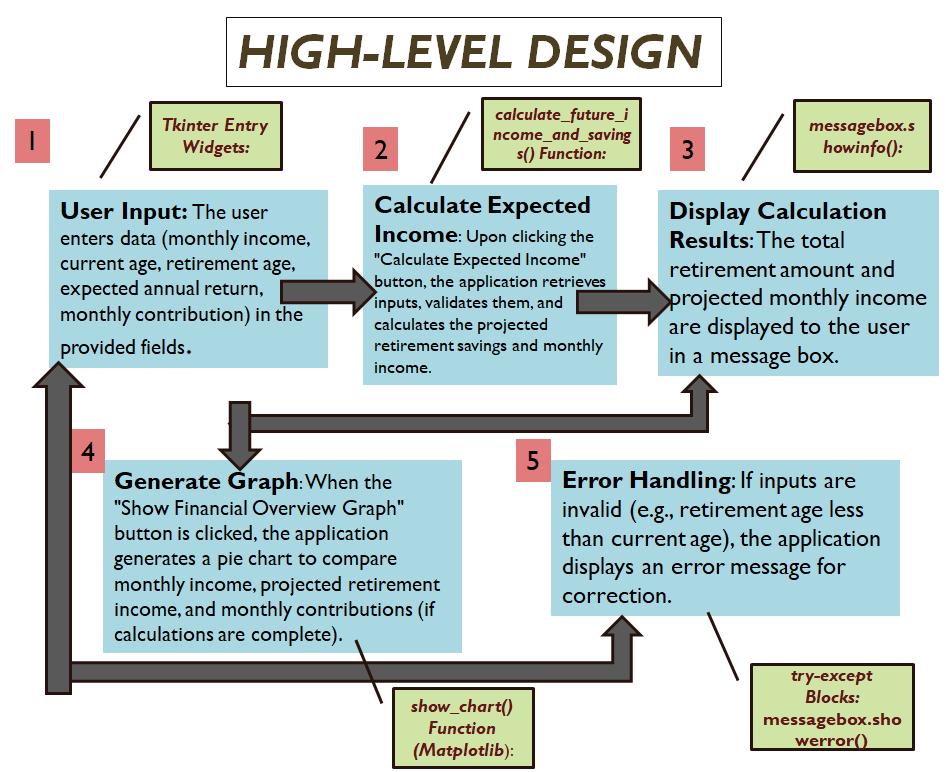 HIGH-LEVEL DESIGN
1
Tkinter Entry
Widgets:
User Input: The user
enters data (monthly income,
current age, retirement age,
expected annual return,
monthly contribution) in the
provided fields.
2
calculate_future_i
ncome_and_saving
s() Function:
Calculate Expected
Income: Upon clicking the
"Calculate Expected Income"
button, the application retrieves
inputs, validates them, and
calculates the projected
retirement savings and monthly
income.
3
messagebox.s
howinfo():
Display Calculation
Results: The total
retirement amount and
projected monthly income
are displayed to the user
in a message box.
4
Generate Graph: When the
"Show Financial Overview Graph"
button is clicked, the application
generates a pie chart to compare
monthly income, projected retirement
income, and monthly contributions (if
calculations are complete).
show_chart()
Function
(Matplotlib):
5
Error Handling: If inputs are
invalid (e.g., retirement age less
than current age), the application
displays an error message for
correction.
try-except
Blocks:
messagebox.sho
werror()